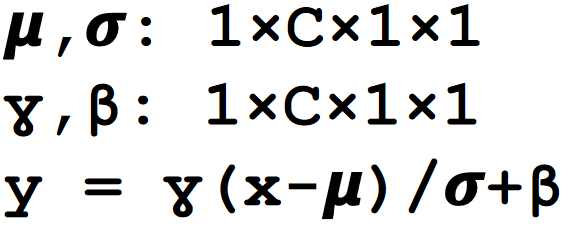 μ,σ: 1×C×1×1
ɣ,β: 1×C×1×1
y = ɣ(x-μ)/σ+β